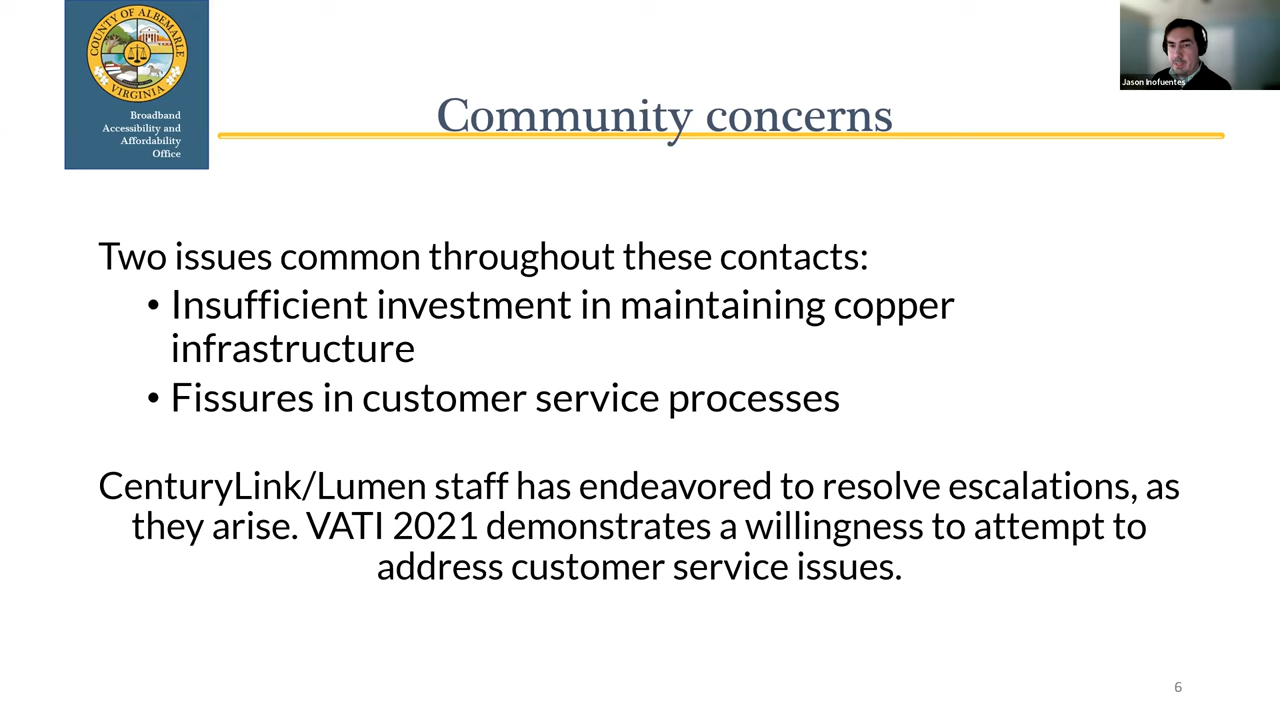 COUNTY OF ALBEMARLE
VIRGINIA
Broadband
Accessibility and
Affordability
Office
Jason Inofuentes
Community concerns
Two issues common throughout these contacts:
• Insufficient investment in maintaining copper
infrastructure
• Fissures in customer service processes
CenturyLink/Lumen staff has endeavored to resolve escalations, as
they arise. VATI 2021 demonstrates a willingness to attempt to
address customer service issues.
6